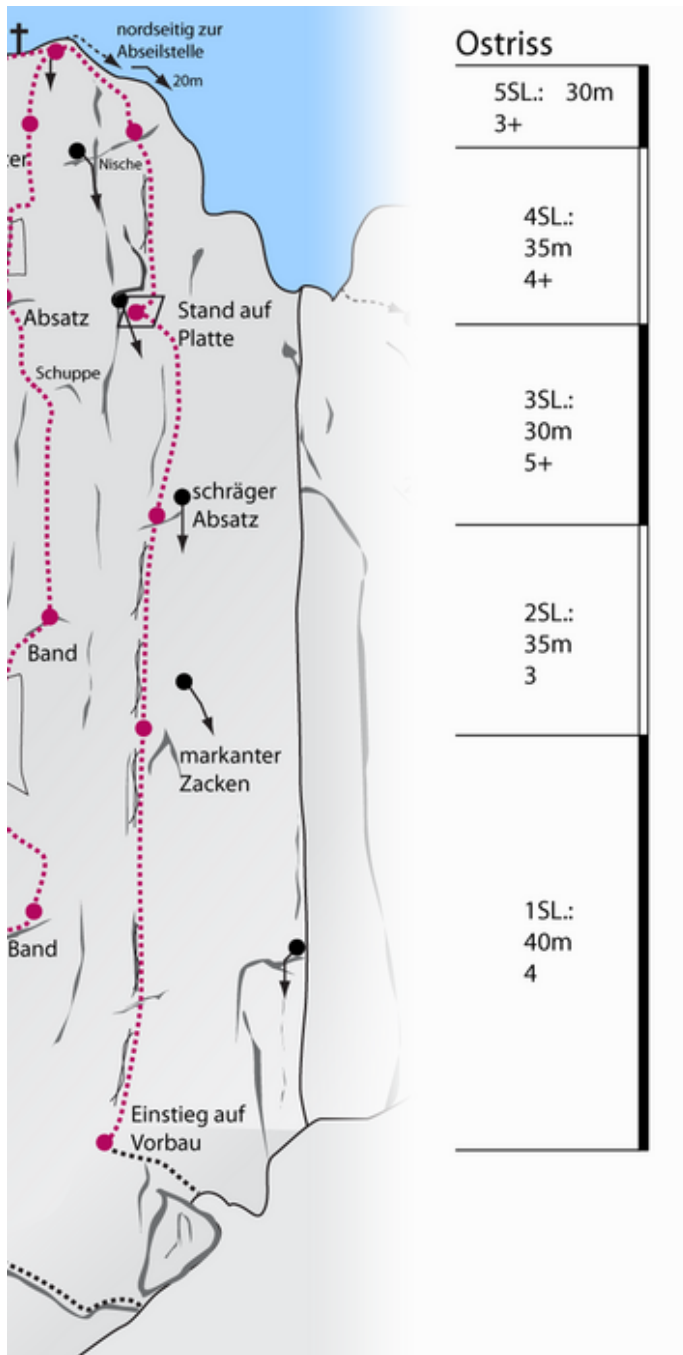 nordseitig zur
Abseilstelle
20m
Nische
ter
Absatz
Stand auf
Platte
Schuppe
schräger
Absatz
Band
markanter
Zacken
Band
Einstieg auf
Vorbau
Ostriss
5SL.: 30m
3+
4SL.:
35m
4+
3SL.:
30m
5+
2SL.:
35m
3
1SL.:
40m
4